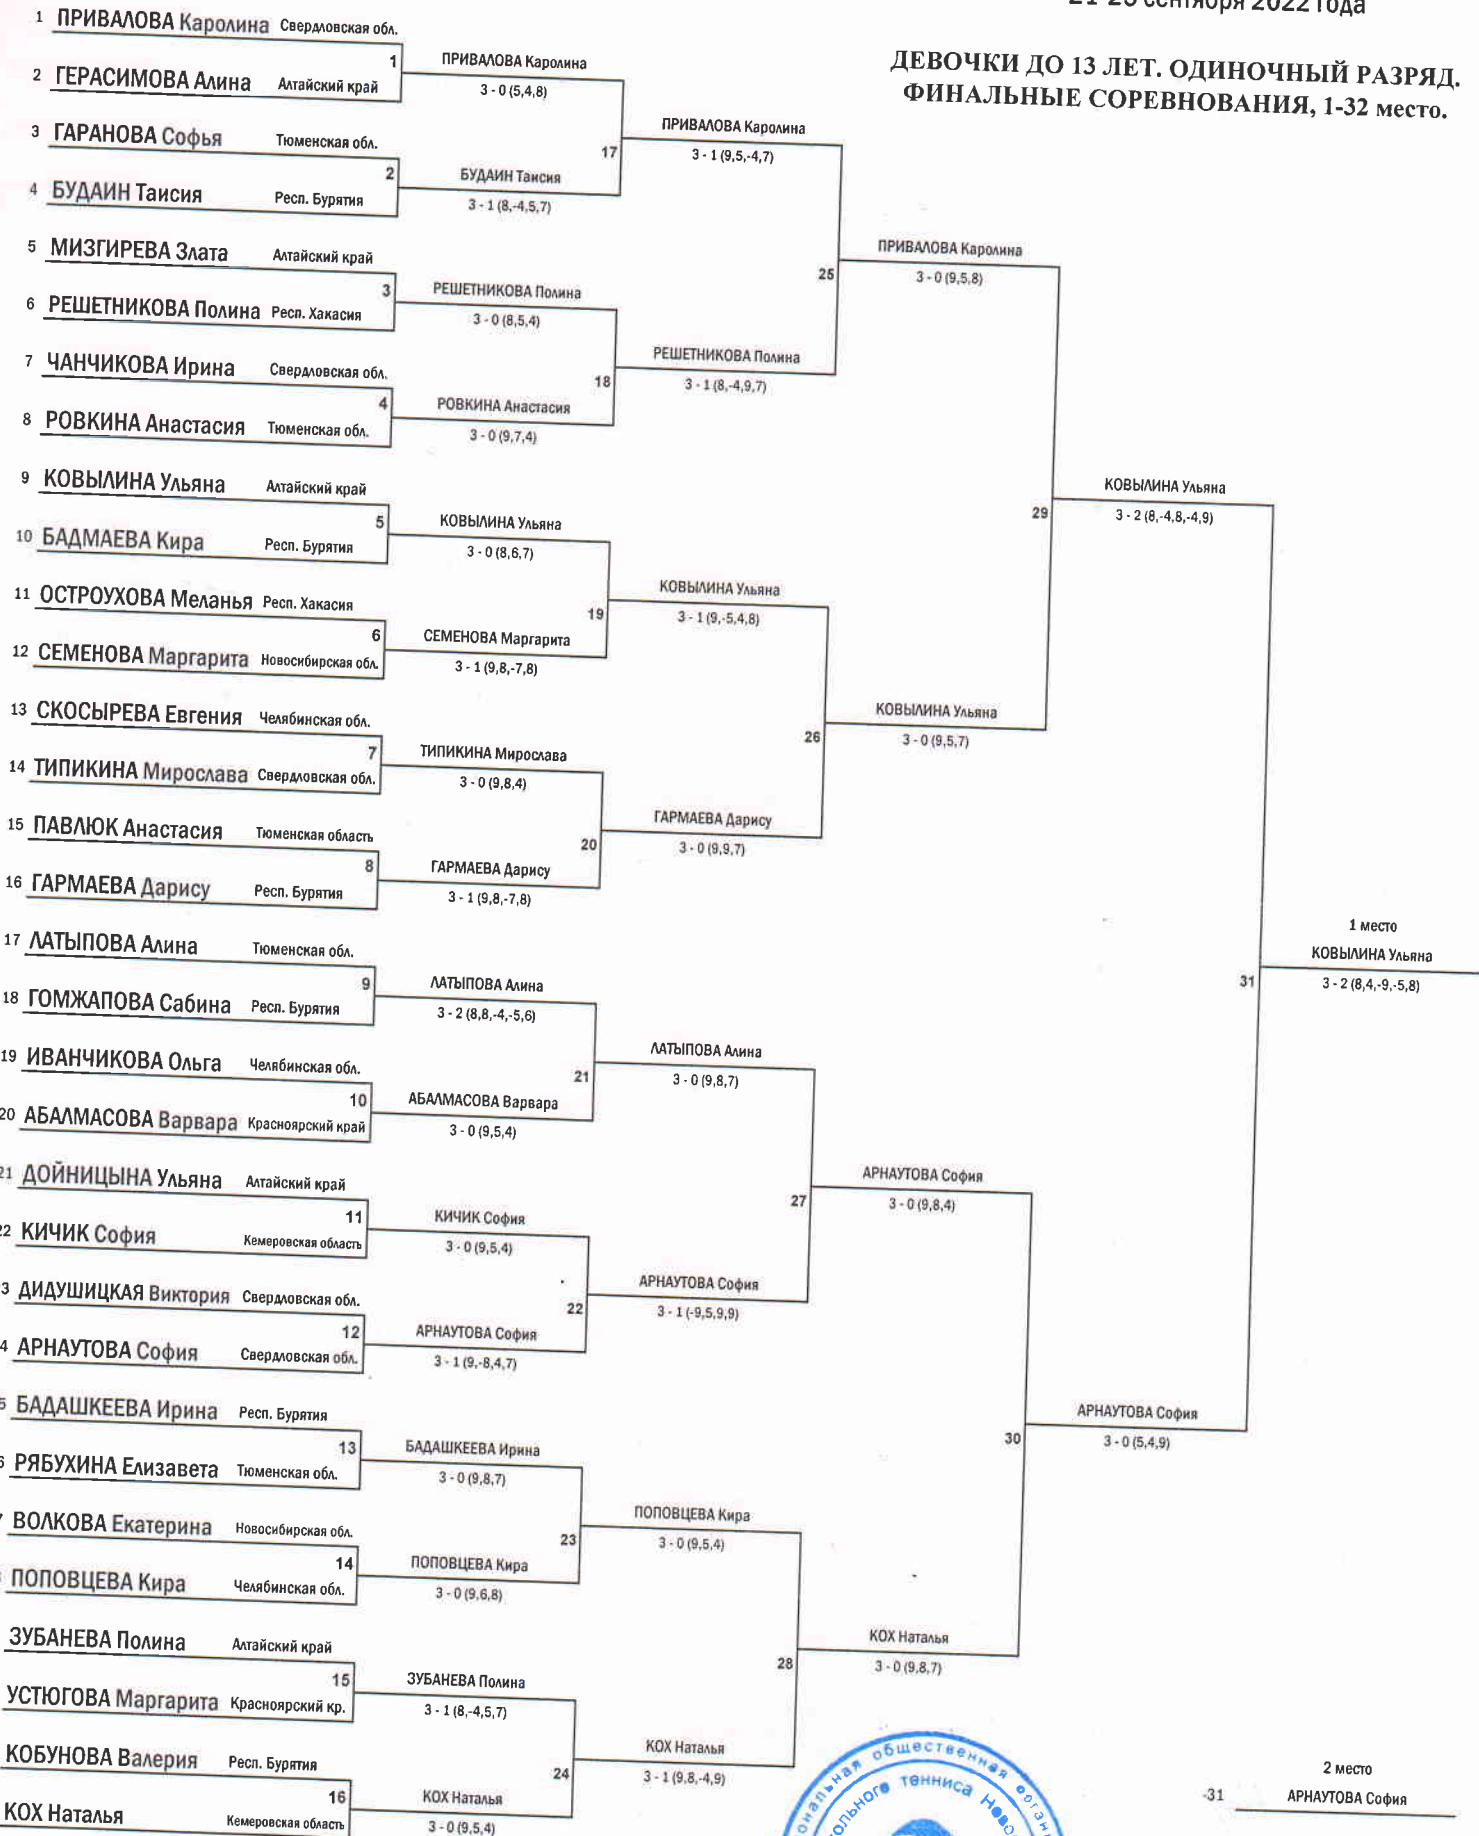 21-23 сентября 2022 года
ДЕВОЧКИ ДО 13 ЛЕТ. ОДИНОЧНЫЙ РАЗРЯД.
ФИНАЛЬНЫЕ СОРЕВНОВАНИЯ, 1-32 место.
1 ПРИВАЛОВА Каролина Свердловская обл.
1 ПРИВАЛОВА Каролина
2 ГЕРАСИМОВА Алина Алтайский край
3 - 0 (5,4,8)
17 ПРИВАЛОВА Каролина
3 - 1 (9,5,-4,7)
3 ГАРАНОВА Софья Тюменская обл.
2 БУДАИН Таисия
4 БУДАИН Таисия Респ. Бурятия
3 - 1 (8,-4,5,7)
25 ПРИВАЛОВА Каролина
3 - 0 (9,5,8)
5 МИЗГИРЕВА Злата Алтайский край
3 РЕШЕТНИКОВА Полина
6 РЕШЕТНИКОВА Полина Респ. Хакасия
3 - 0 (8,5,4)
18 РЕШЕТНИКОВА Полина
3 - 1 (8,-4,9,7)
7 ЧАНЧИКОВА Ирина Свердловская обл.
4 РОВКИНА Анастасия
8 РОВКИНА Анастасия Тюменская обл.
3 - 0 (9,7,4)
29 КОВЫЛИНА Ульяна
3 - 2 (8,-4,8,-4,9)
9 КОВЫЛИНА Ульяна Алтайский край
5 КОВЫЛИНА Ульяна
10 БАДМАЕВА Кира Респ. Бурятия
3 - 0 (8,6,7)
19 КОВЫЛИНА Ульяна
3 - 1 (9,-5,4,8)
11 ОСТРОУХОВА Меланья Респ. Хакасия
6 СЕМЕНОВА Маргарита
12 СЕМЕНОВА Маргарита Новосибирская обл.
3 - 1 (9,8,-7,8)
26 КОВЫЛИНА Ульяна
3 - 0 (9,5,7)
13 СКОСЫРЕВА Евгения Челябинская обл.
7 ТИПИКИНА Мирослава
14 ТИПИКИНА Мирослава Свердловская обл.
3 - 0 (9,8,4)
20 ГАРМАЕВА Дарису
3 - 0 (9,9,7)
15 ПАВЛЮК Анастасия Тюменская область
8 ГАРМАЕВА Дарису
16 ГАРМАЕВА Дарису Респ. Бурятия
3 - 1 (9,8,-7,8)
1 место
31 КОВЫЛИНА Ульяна
3 - 2 (8,4,-9,-5,8)
17 ЛАТЫПОВА Алина Тюменская обл.
9 ЛАТЫПОВА Алина
18 ГОМЖАПОВА Сабина Респ. Бурятия
3 - 2 (8,8,-4,-5,6)
21 ЛАТЫПОВА Алина
3 - 0 (9,8,7)
19 ИВАНЧИКОВА Ольга Челябинская обл.
10 АБАЛМАСОВА Варвара
20 АБАЛМАСОВА Варвара Красноярский край
3 - 0 (9,5,4)
27 АРНАУТОВА София
3 - 0 (9,8,4)
21 ДОЙНИЦЫНА Ульяна Алтайский край
11 КИЧИК София
22 КИЧИК София Кемеровская область
3 - 0 (9,5,4)
22 АРНАУТОВА София
3 - 1 (-9,5,9,9)
3 ДИДУШИЦКАЯ Виктория Свердловская обл.
12 АРНАУТОВА София
4 АРНАУТОВА София Свердловская обл.
3 - 1 (9,-8,4,7)
30 АРНАУТОВА София
3 - 0 (5,4,9)
5 БАДАШКЕЕВА Ирина Респ. Бурятия
13 БАДАШКЕЕВА Ирина
6 РЯБУХИНА Елизавета Тюменская обл.
3 - 0 (9,8,7)
23 ПОПОВЦЕВА Кира
3 - 0 (9,5,4)
ВОЛКОВА Екатерина Новосибирская обл.
14 ПОПОВЦЕВА Кира
ПОПОВЦЕВА Кира Челябинская обл.
3 - 0 (9,6,8)
28 КОХ Наталья
3 - 0 (9,8,7)
ЗУБАНЕВА Полина Алтайский край
15 ЗУБАНЕВА Полина
УСТЮГОВА Маргарита Красноярский кр.
3 - 1 (8,-4,5,7)
24 КОХ Наталья
3 - 1 (9,8,-4,9)
КОБУНОВА Валерия Респ. Бурятия
16 КОХ Наталья
КОХ Наталья Кемеровская область
3 - 0 (9,5,4)
2 место
-31 АРНАУТОВА София
общественная
тенниса